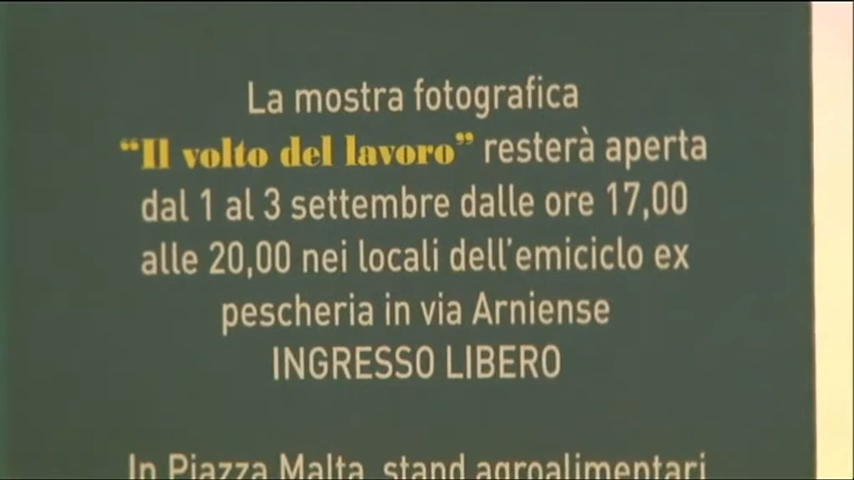 La mostra fotografica
“Il volto del lavoro” resterà aperta
dal 1 al 3 settembre dalle ore 17,00
alle 20,00 nei locali dell'emiciclo ex
pescheria in via Arniense
INGRESSO LIBERO
In Piazza Malta, stand agroalimentari